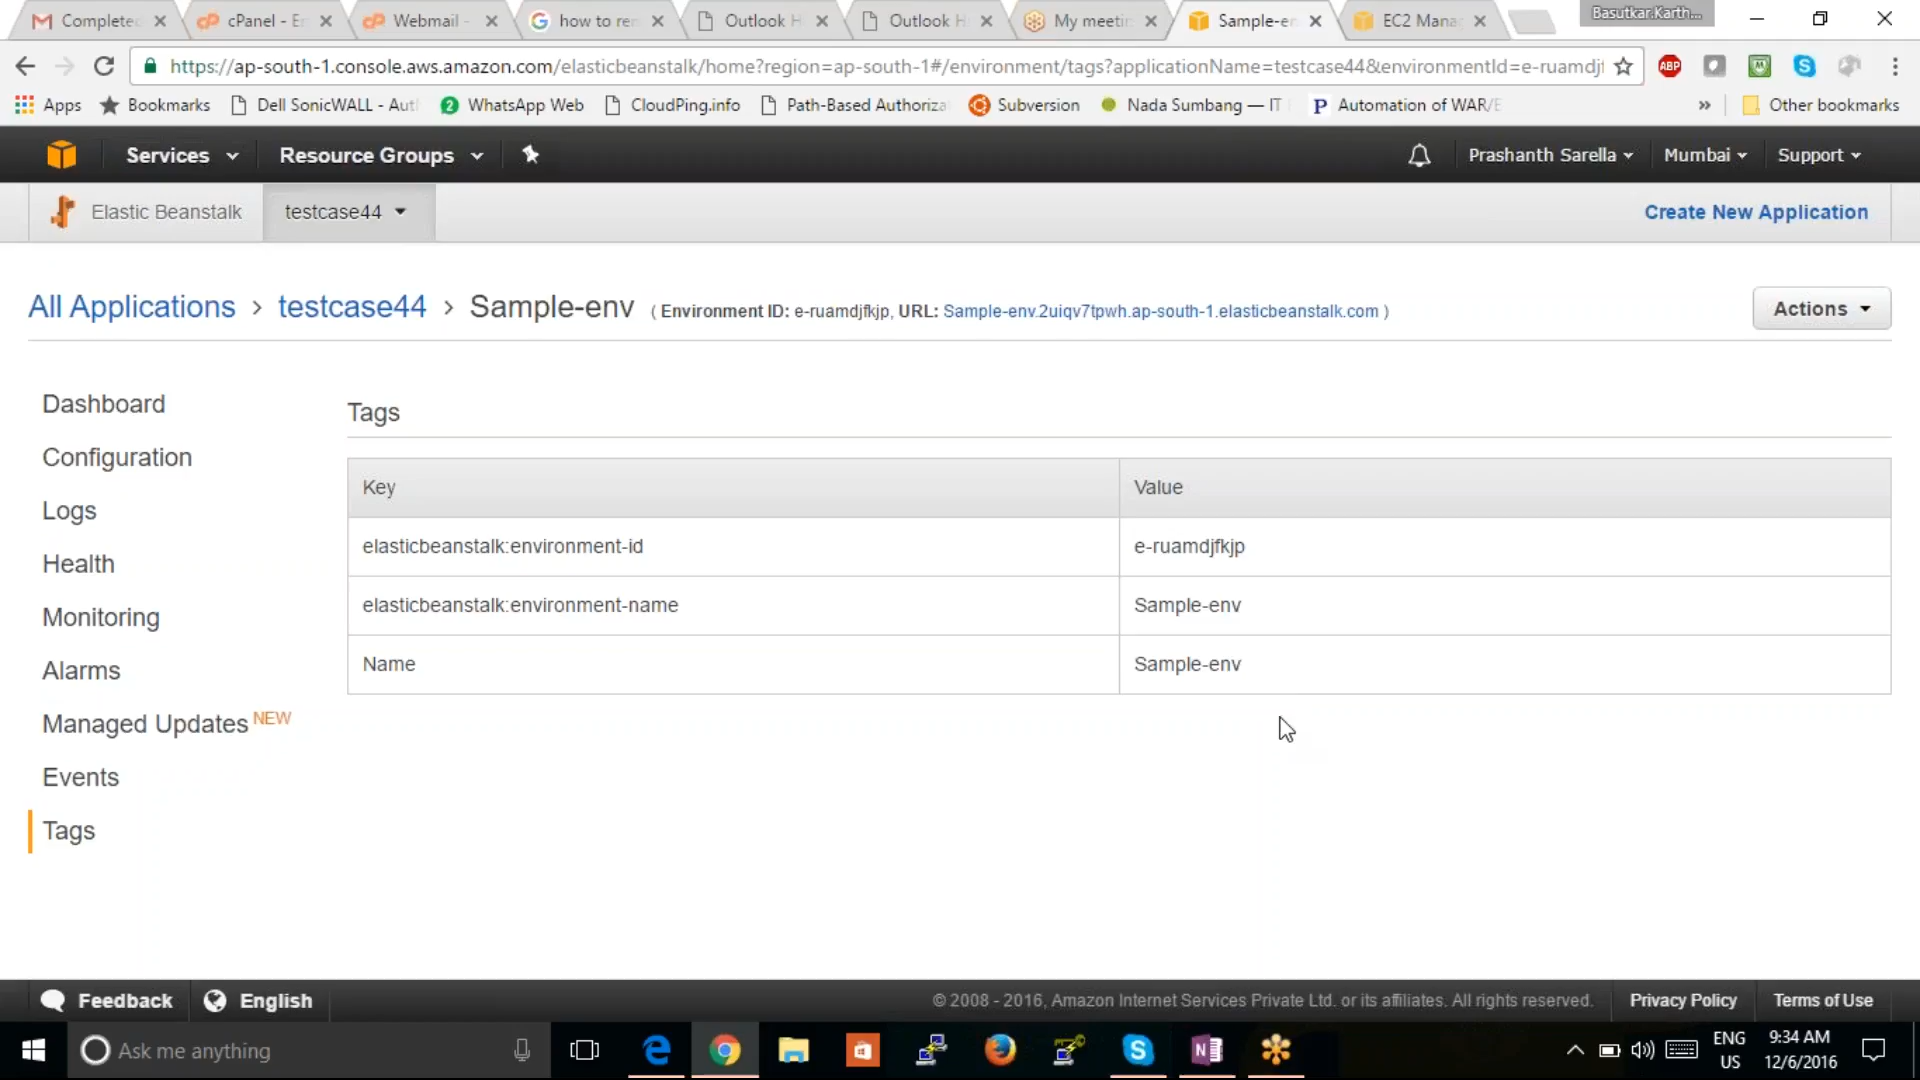 Complete
cPanel - E
Webmail -
how to re
Outlook H
Outlook H
My meeti
Sample-e
EC2 Mana
Basutkar.Karth...
https://ap-south-1.console.aws.amazon.com/elasticbeanstalk/home?region=ap-south-1#/environment/tags?applicationName=testcase44&environmentId=e-ruamdjf
ABP
Apps
Bookmarks
Dell SonicWALL - Aut
2
WhatsApp Web
CloudPing.info
Path-Based Authoriza
Subversion
Nada Sumbang — IT
P
Automation of WAR/E
»
Other bookmarks
Services
Resource Groups
Prashanth Sarella
Mumbai
Support
Elastic Beanstalk
testcase44
Create New Application
All Applications > testcase44 > Sample-env ( Environment ID: e-ruamdjfkjp, URL: Sample-env.2uiqv7tpwh.ap-south-1.elasticbeanstalk.com )
Actions
Dashboard
Configuration
Logs
Health
Monitoring
Alarms
Managed Updates NEW
Events
Tags
Tags
Key Value
elasticbeanstalk:environment-id e-ruamdjfkjp
elasticbeanstalk:environment-name Sample-env
Name Sample-env
Feedback
English
© 2008 - 2016, Amazon Internet Services Private Ltd. or its affiliates. All rights reserved.
Privacy Policy
Terms of Use
Ask me anything
ENG
US
9:34 AM
12/6/2016